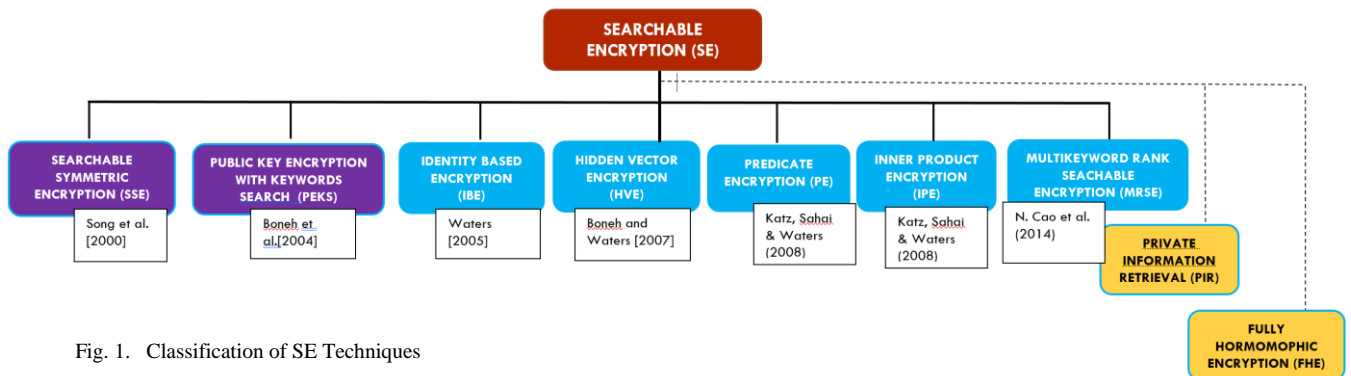 SEARCHABLE
ENCRYPTION (SE)
SEARCHABLE
SYMMETRIC
ENCRYPTION (SSE)
Song et al.
[2000]
PUBLIC KEY ENCRYPTION
WITH KEYWORDS
SEARCH (PEKS)
Boneh et
al.[2004]
IDENTITY BASED
ENCRYPTION
(IBE)
Waters
[2005]
HIDDEN VECTOR
ENCRYPTION
(HVE)
Boneh and
Waters [2007]
PREDICATE
ENCRYPTION (PE)
Katz, Sahai
& Waters
(2008)
INNER PRODUCT
ENCRYPTION
(IPE)
Katz, Sahai
& Waters
(2008)
MULTIKEYWORD RANK
SEACHABLE
ENCRYPTION (MRSE)
N. Cao et al.
(2014)
PRIVATE
INFORMATION
RETRIEVAL (PIR)
FULLY
HORMOMOPHIC
ENCRYPTION (FHE)
Fig. 1. Classification of SE Techniques